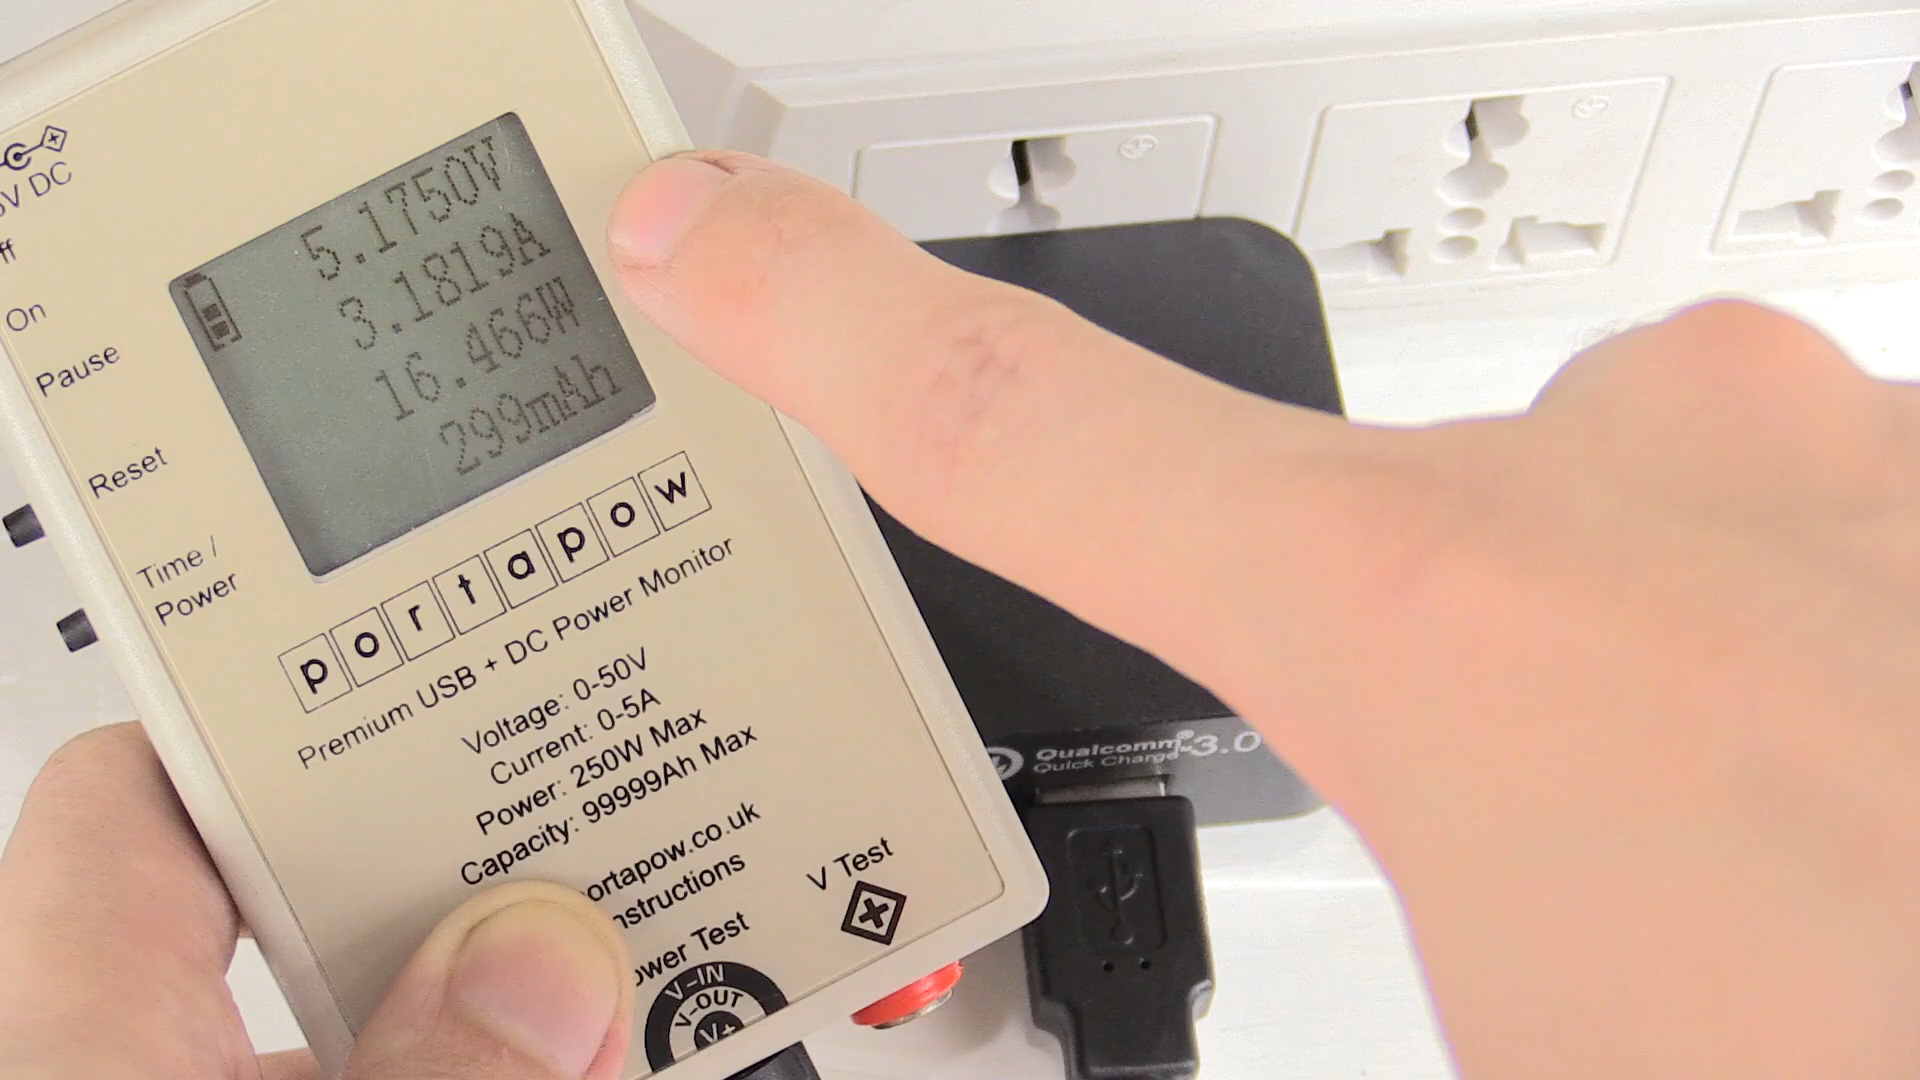 5.1750V
3.1819A
16.466W
299mAh
V DC
On
Pause
Reset
Time /
Power
portapow
Premium USB + DC Power Monitor
Voltage: 0-50V
Current: 0-5A
Power: 250W Max
Capacity: 99999Ah Max
ortapow.co.uk
nstructions
ower Test
V Test
V-IN
V-OUT
V+
Qualcomm® 3.0
Quick Charge™